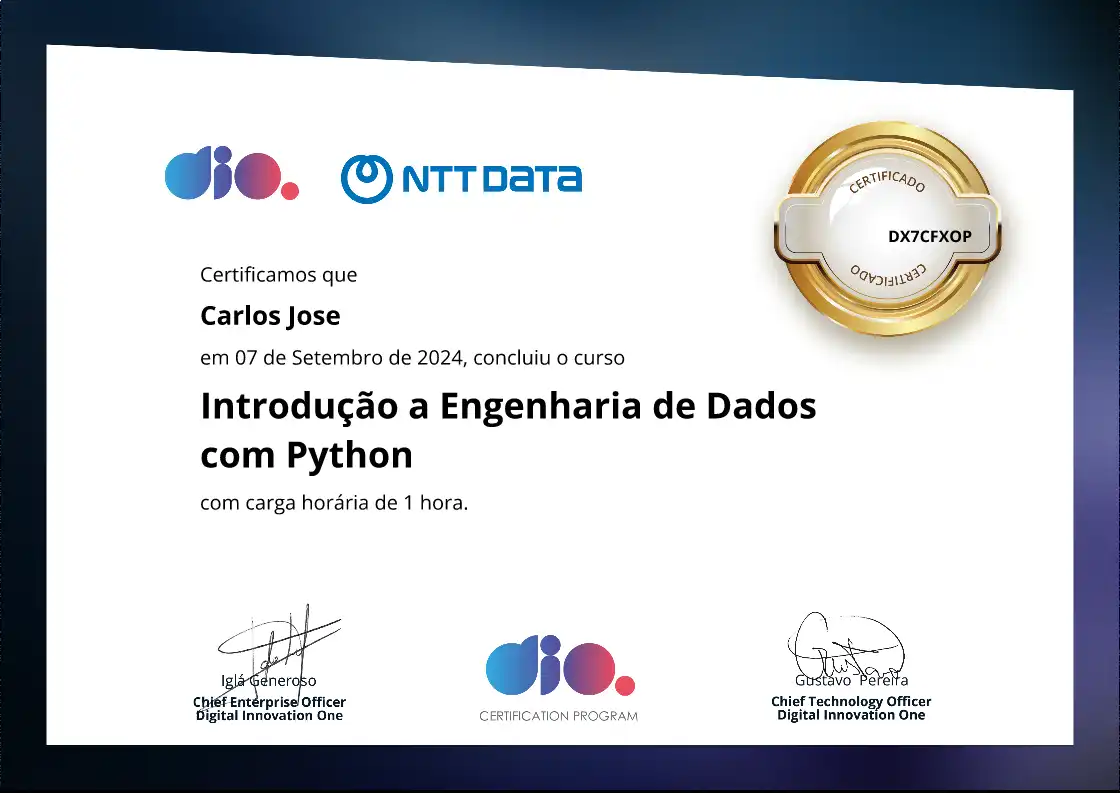 dio.
NTT DATA
CERTIFICADO
DX7CFXOP
CERTIFICADO
Certificamos que
Carlos Jose
em 07 de Setembro de 2024, concluiu o curso
Introdução a Engenharia de Dados
com Python
com carga horária de 1 hora.
Iglá Generoso
Chief Enterprise Officer
Digital Innovation One
dio.
CERTIFICATION PROGRAM
Gustavo
Gustavo Pereira
Chief Technology Officer
Digital Innovation One